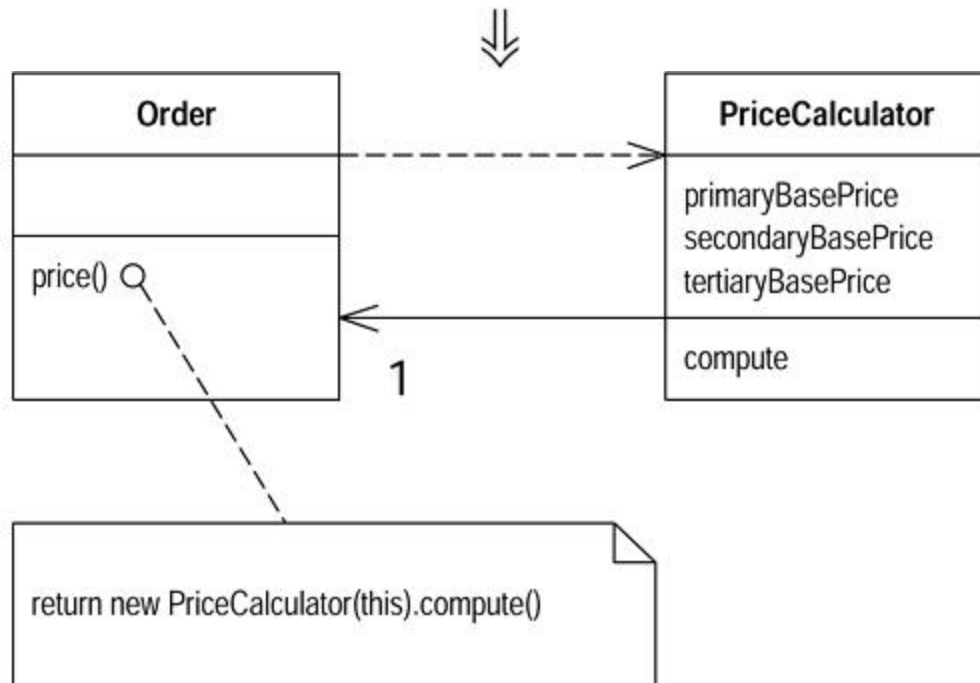 Order
price()
PriceCalculator
primaryBasePrice
secondaryBasePrice
tertiaryBasePrice
compute
1
return new PriceCalculator(this).compute()